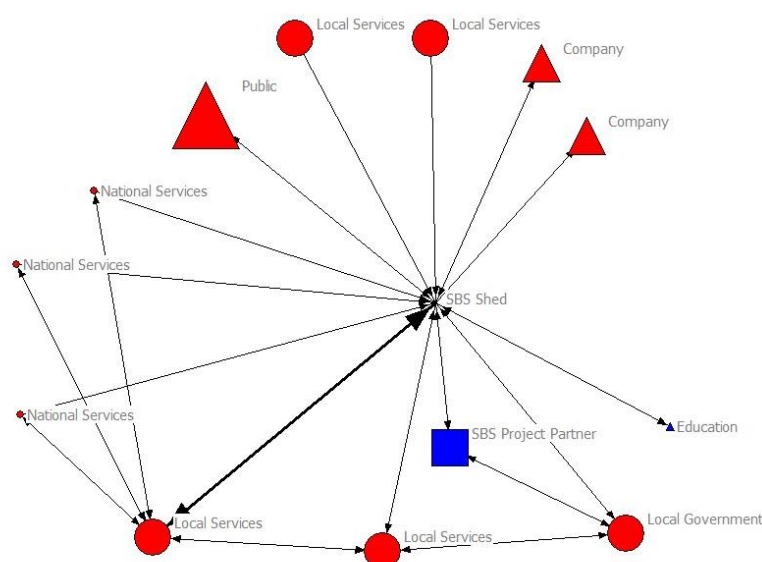 Local Services
Local Services
Company
Public
Company
National Services
National Services
SBS Shed
National Services
SBS Project Partner
Education
Local Services
Local Government
Local Services